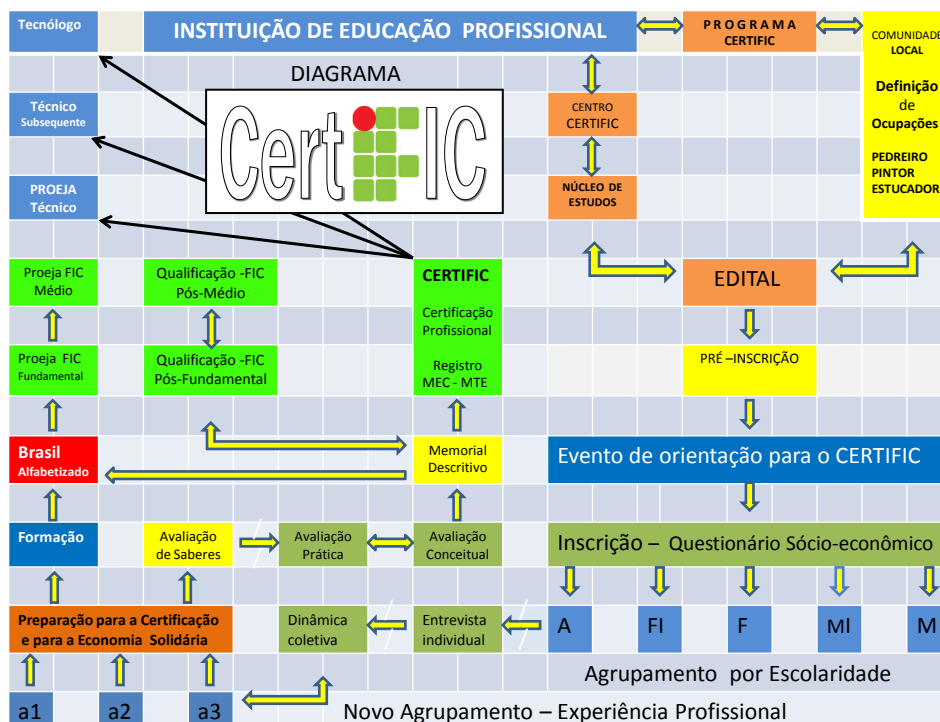 Tecnólogo
INSTITUIÇÃO DE EDUCAÇÃO PROFISSIONAL
PROGRAMA
CERTIFIC
COMUNIDADE
LOCAL
Definição
de
Ocupações
PEDREIRO
PINTOR
ESTUCADOR
DIAGRAMA
CertIFIC
Técnico
Subsequente
CENTRO
CERTIFIC
PROEJA
Técnico
NÚCLEO DE
ESTUDOS
Proeja FIC
Médio
Qualificação -FIC
Pós-Médio
CERTIFIC
Certificação
Profissional
Registro
MEC - MTE
EDITAL
Proeja FIC
Fundamental
Qualificação -FIC
Pós-Fundamental
PRÉ –INSCRIÇÃO
Brasil
Alfabetizado
Memorial
Descritivo
Evento de orientação para o CERTIFIC
Formação
Avaliação
de Saberes
Avaliação
Prática
Avaliação
Conceitual
Inscrição – Questionário Sócio-econômico
Preparação para a Certificação
e para a Economia Solidária
Dinâmica
coletiva
Entrevista
individual
A
FI
F
MI
M
Agrupamento por Escolaridade
a1
a2
a3
Novo Agrupamento – Experiência Profissional